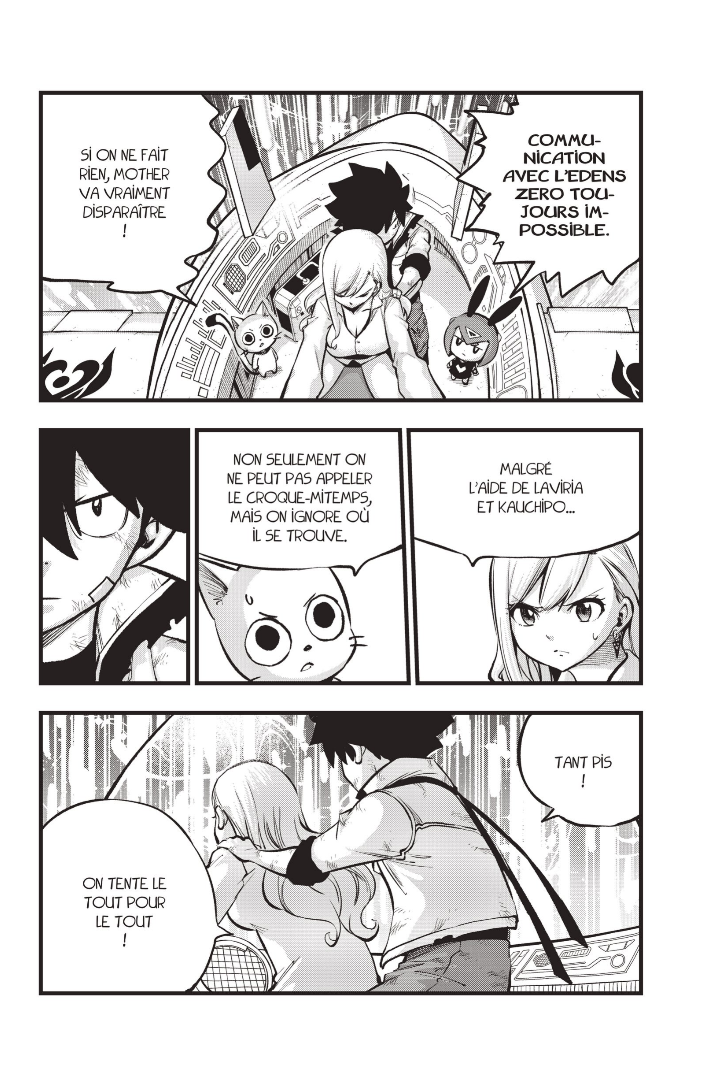 COMMU-
NICATION
AVEC L'EDENS
ZERO TOU-
JOURS IM-
POSSIBLE.
SI ON NE FAIT
RIEN, MOTHER
VA VRAIMENT
DISPARAÎTRE
!
MALGRÉ
L'AIDE DE LAVIRIA
ET KAUCHIPO...
NON SEULEMENT ON
NE PEUT PAS APPELER
LE CROQUE-MITEMPS,
MAIS ON IGNORE OÙ
IL SE TROUVE.
TANT PIS
!
ON TENTE LE
TOUT POUR
LE TOUT
!